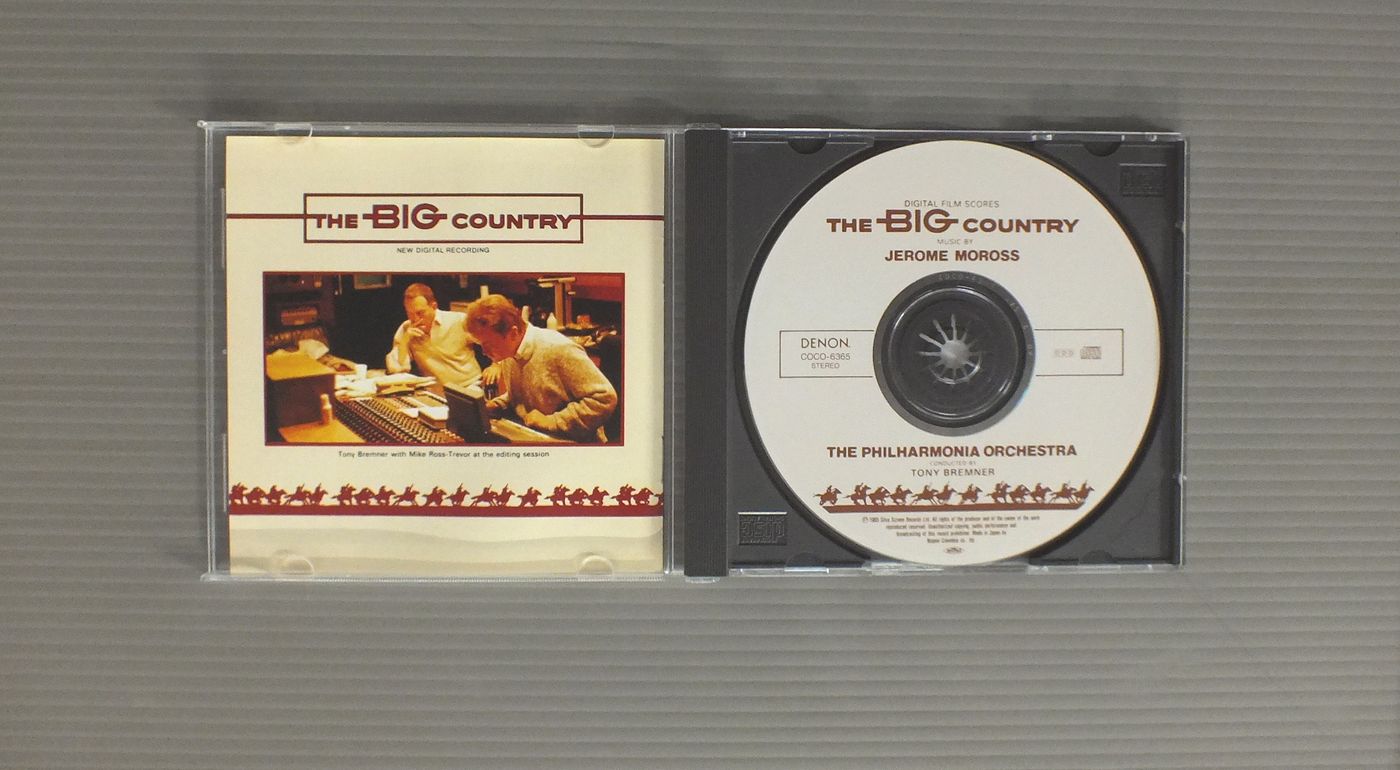 THE BIG COUNTRY
NEW DIGITAL RECORDING
Tony Bremner with Mike Ross-Trevor at the editing session
DIGITAL FILM SCORES
THE BIG COUNTRY
MUSIC BY
JEROME MOROSS
DENON
COCO-6365
STEREO
THE PHILHARMONIA ORCHESTRA
CONDUCTED BY
TONY BREMNER